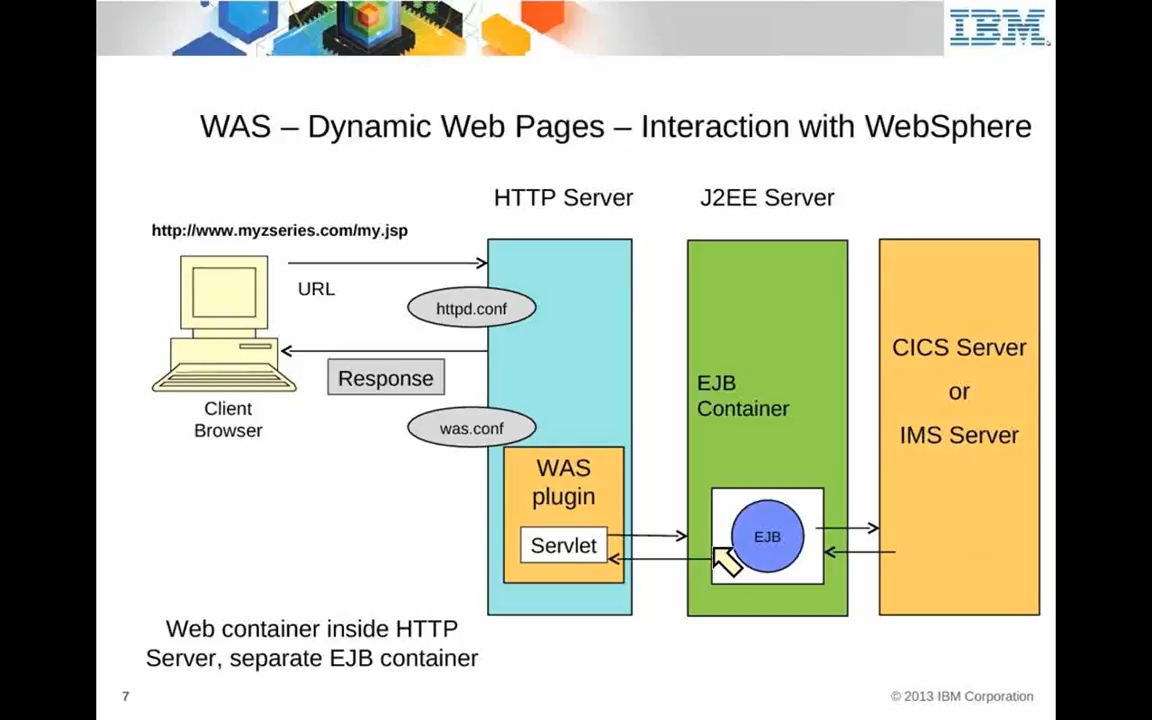 IBM
WAS – Dynamic Web Pages – Interaction with WebSphere
HTTP Server
J2EE Server
http://www.myzseries.com/my.jsp
URL
httpd.conf
Response
Client
Browser
was.conf
WAS
plugin
Servlet
EJB
Container
EJB
CICS Server
or
IMS Server
Web container inside HTTP
Server, separate EJB container
7
© 2013 IBM Corporation